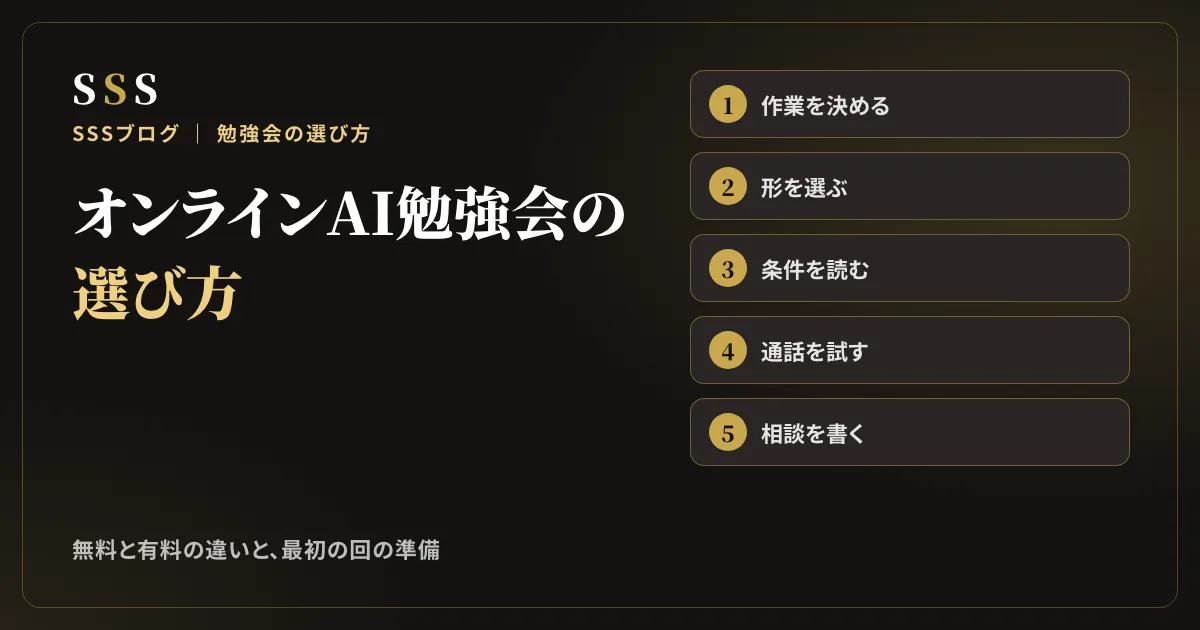 SSS
SSSブログ ｜ 勉強会の選び方
オンラインAI勉強会の
選び方
無料と有料の違いと、最初の回の準備
1 作業を決める
2 形を選ぶ
3 条件を読む
4 通話を試す
5 相談を書く